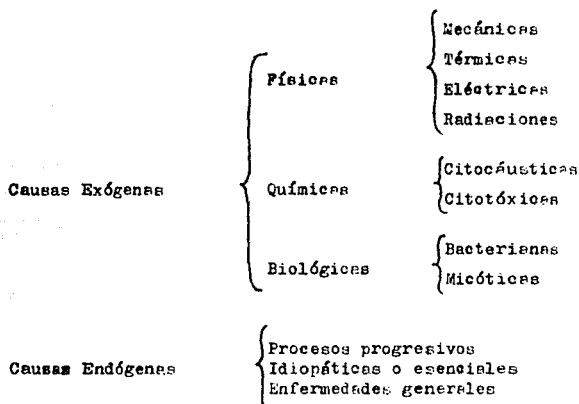 Causas Exógenas
Físicas
Mecánicas
Térmicas
Eléctricas
Radiaciones
Químicas
Citocáusticas
Citotóxicas
Biológicas
Bacterianas
Micóticas
Causas Endógenas
Procesos progresivos
Idiopáticas o esenciales
Enfermedades generales